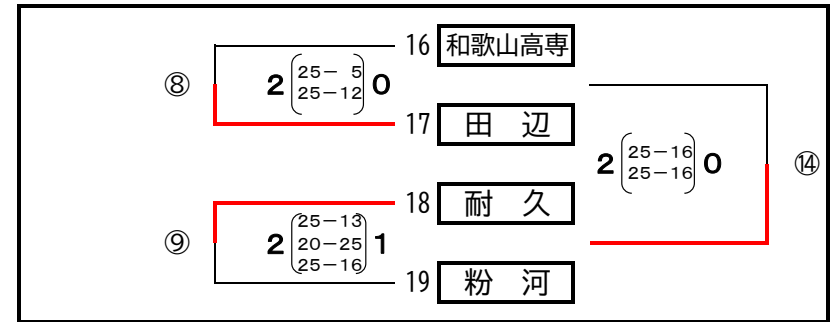 16 和歌山高専
⑧ 2 25－ 5 0
25－12
17 田　辺
2 25－16 0 ⑭
25－16
18 耐　久
⑨ 2 25－13 1
20－25
25－16
19 粉　河